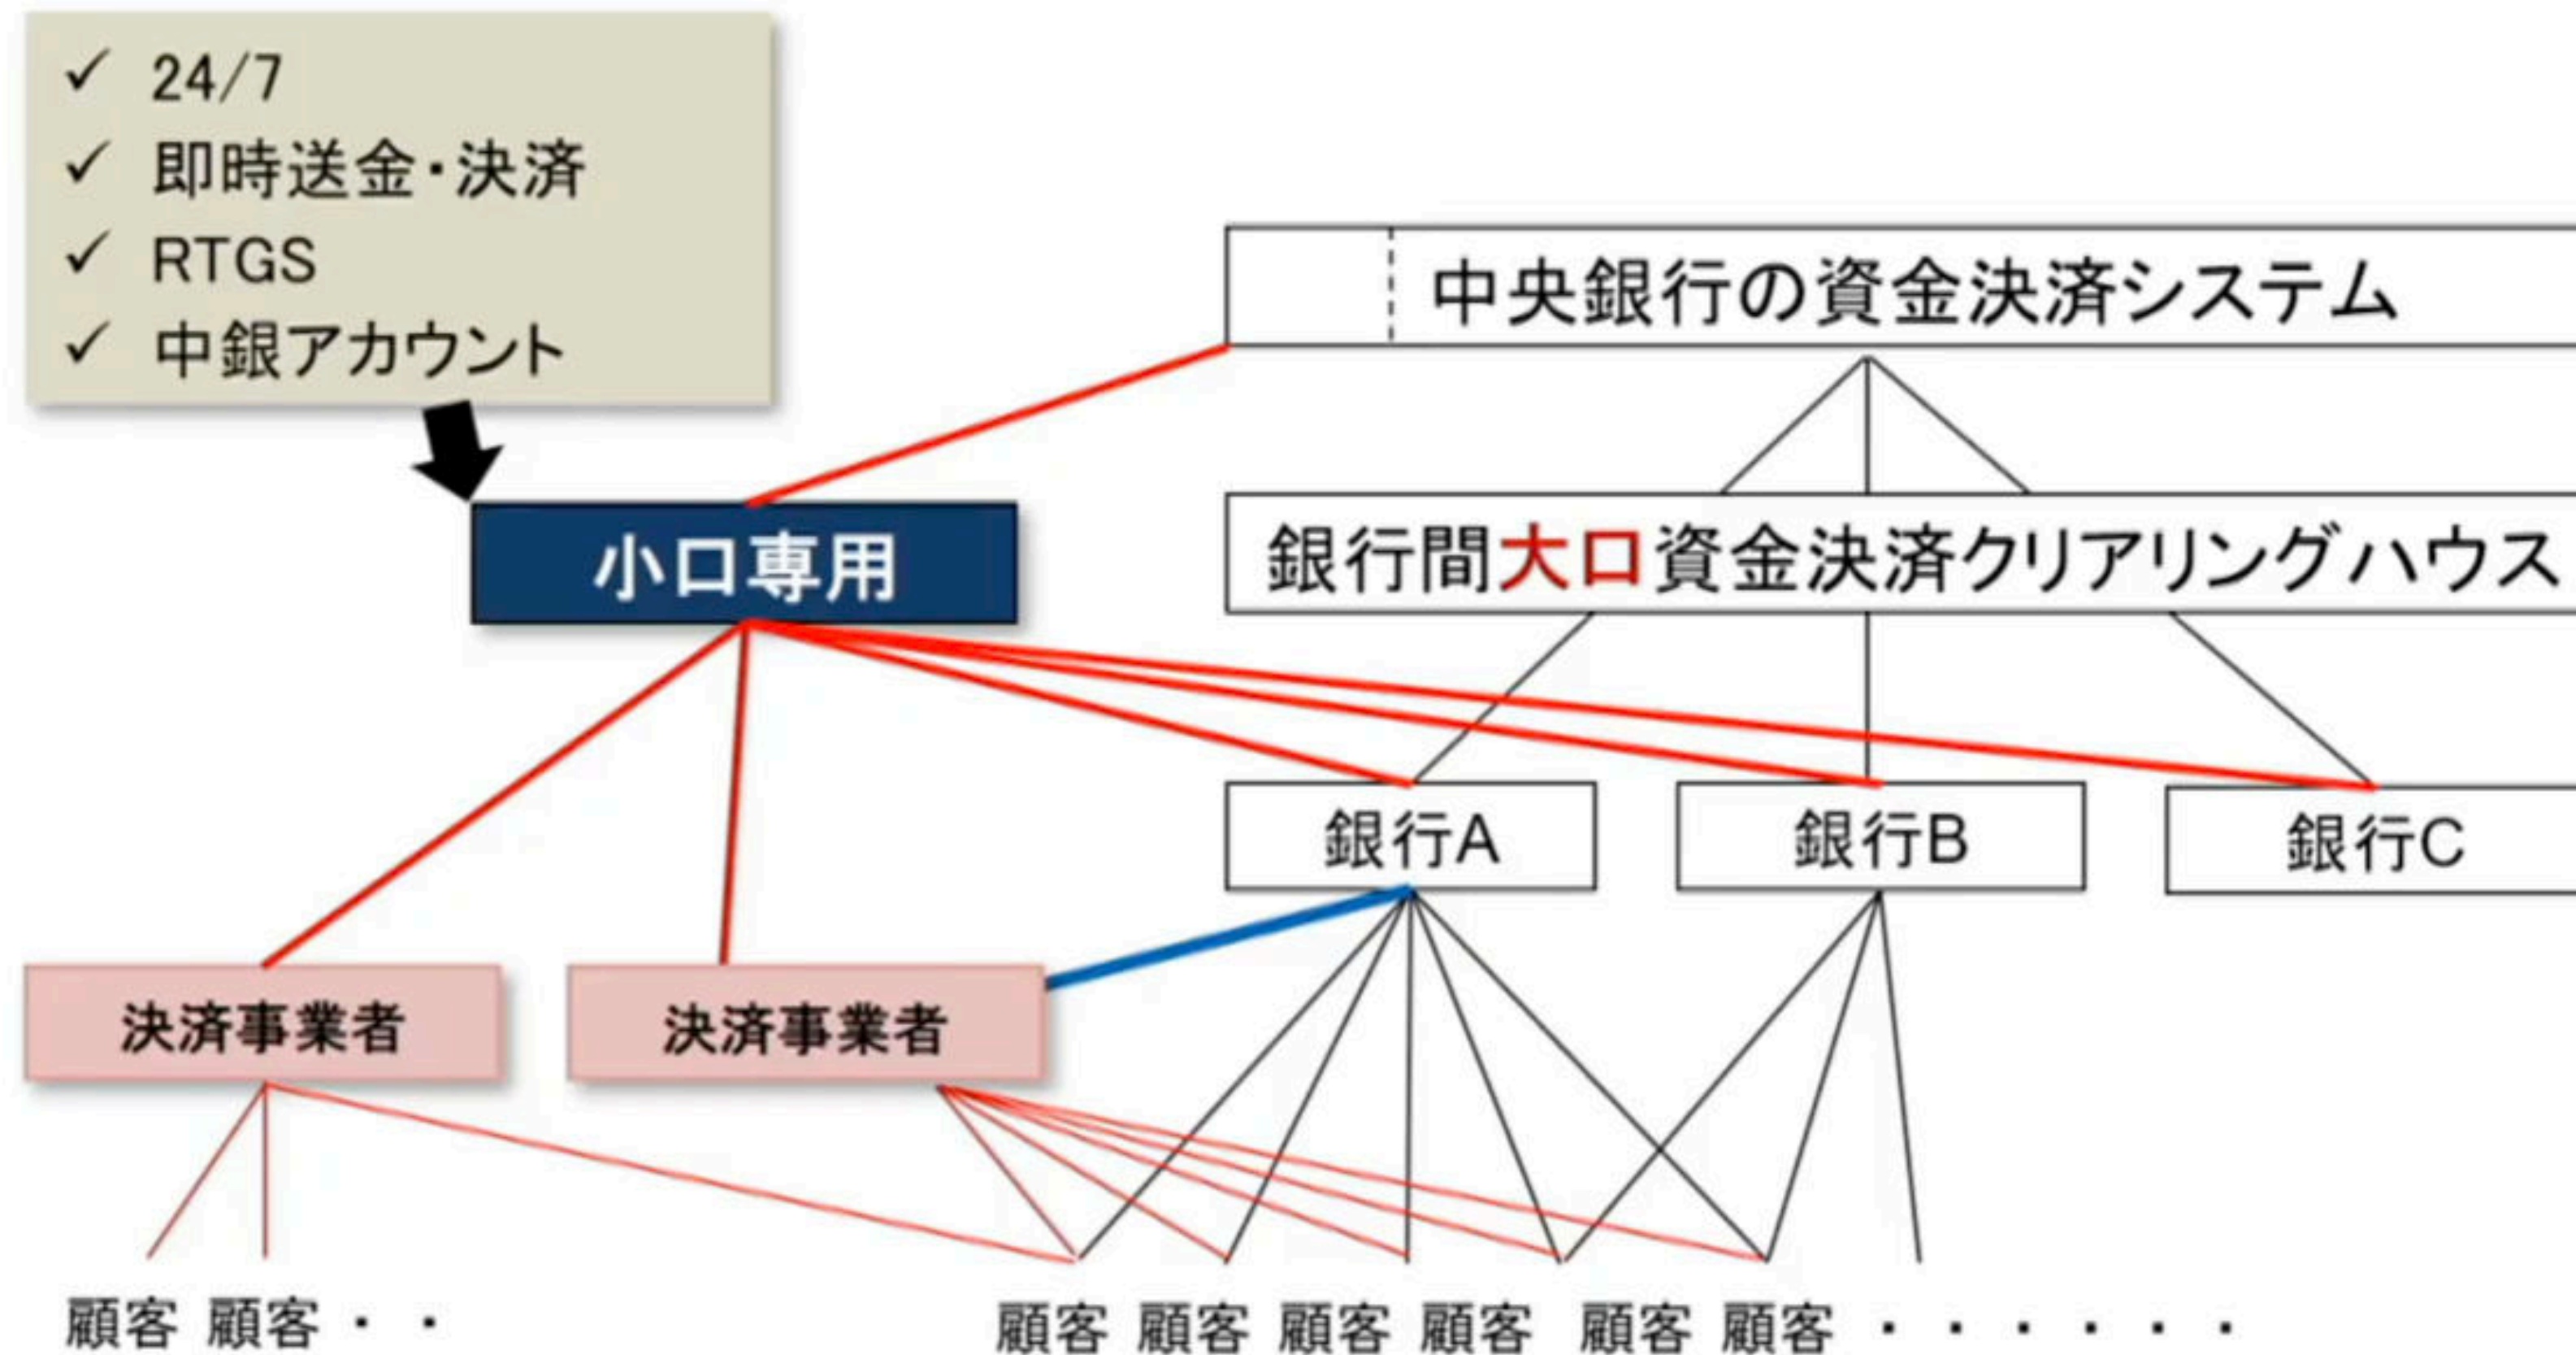 ✓ 24/7
✓ 即時送金・決済
✓ RTGS
✓ 中銀アカウント
中央銀行の資金決済システム
小口専用
銀行間大口資金決済クリアリングハウス
銀行A
銀行B
銀行C
決済事業者
決済事業者
顧客 顧客・・
顧客 顧客 顧客 顧客 顧客 顧客・・・・・・